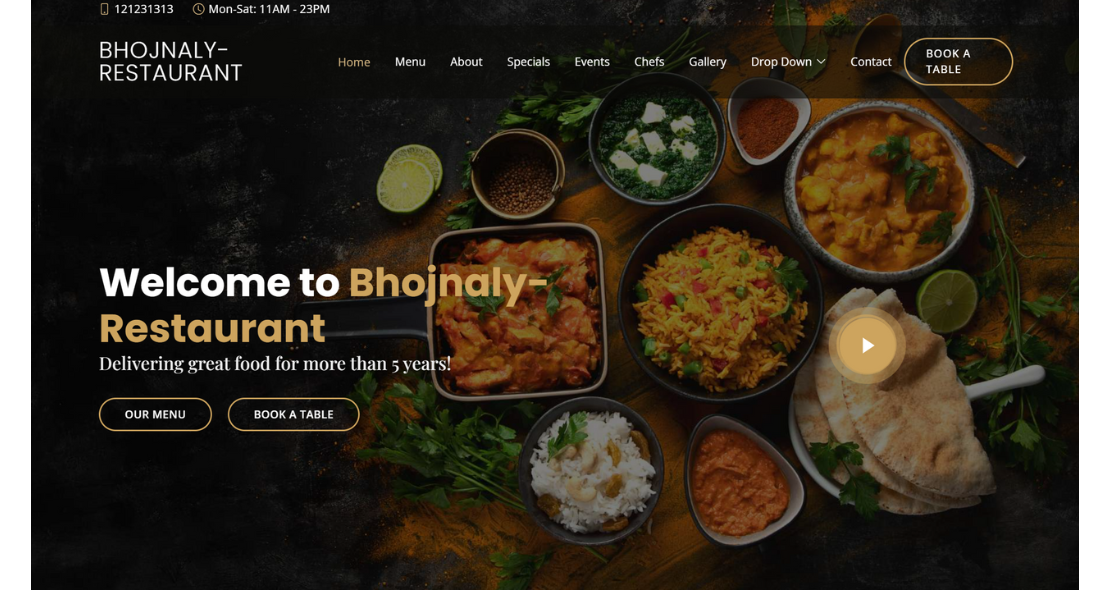 121231313 Mon-Sat: 11AM - 23PM
BHOJNALY-
RESTAURANT
Home Menu About Specials Events Chefs Gallery Drop Down Contact
BOOK A
TABLE
Welcome to Bhojnaly-
Restaurant
Delivering great food for more than 5 years!
OUR MENU BOOK A TABLE